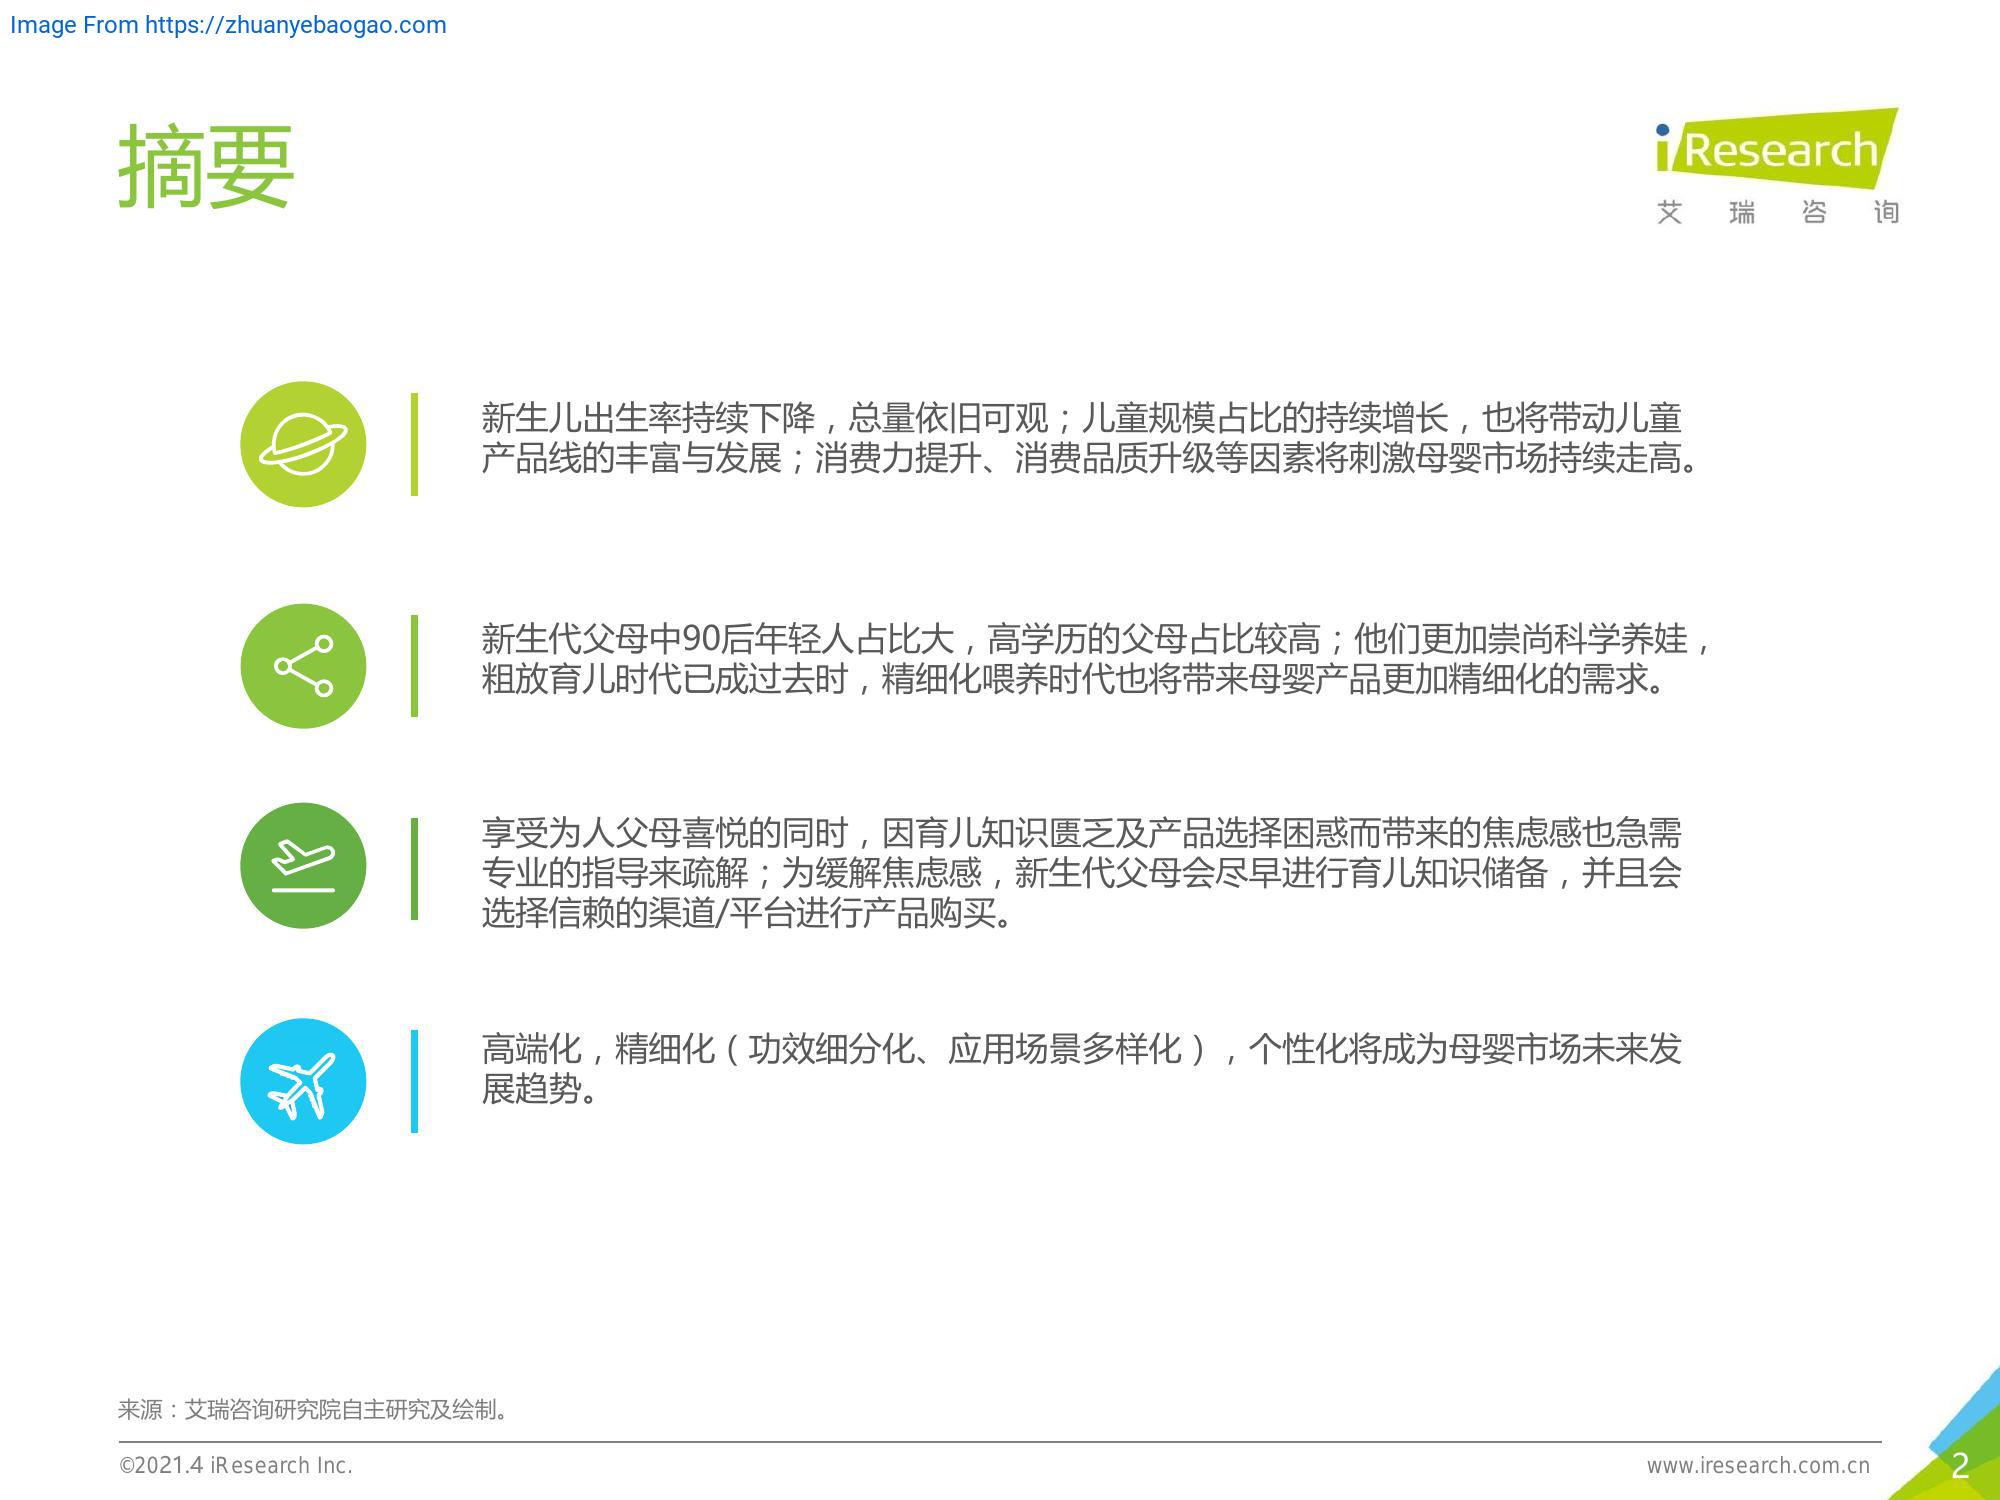 Image From https://zhuanyebaogao.com
摘要
iResearch
艾瑞咨询
新生儿出生率持续下降，总量依旧可观；儿童规模占比的持续增长，也将带动儿童
产品线的丰富与发展；消费力提升、消费品质升级等因素将刺激母婴市场持续走高。
新生代父母中90后年轻人占比大，高学历的父母占比较高；他们更加崇尚科学养娃，
粗放育儿时代已成过去时，精细化喂养时代也将带来母婴产品更加精细化的需求。
享受为人父母喜悦的同时，因育儿知识匮乏及产品选择困惑而带来的焦虑感也急需
专业的指导来疏解；为缓解焦虑感，新生代父母会尽早进行育儿知识储备，并且会
选择信赖的渠道/平台进行产品购买。
高端化，精细化（功效细分化、应用场景多样化），个性化将成为母婴市场未来发
展趋势。
来源：艾瑞咨询研究院自主研究及绘制。
©2021.4 iResearch Inc.
www.iresearch.com.cn
2